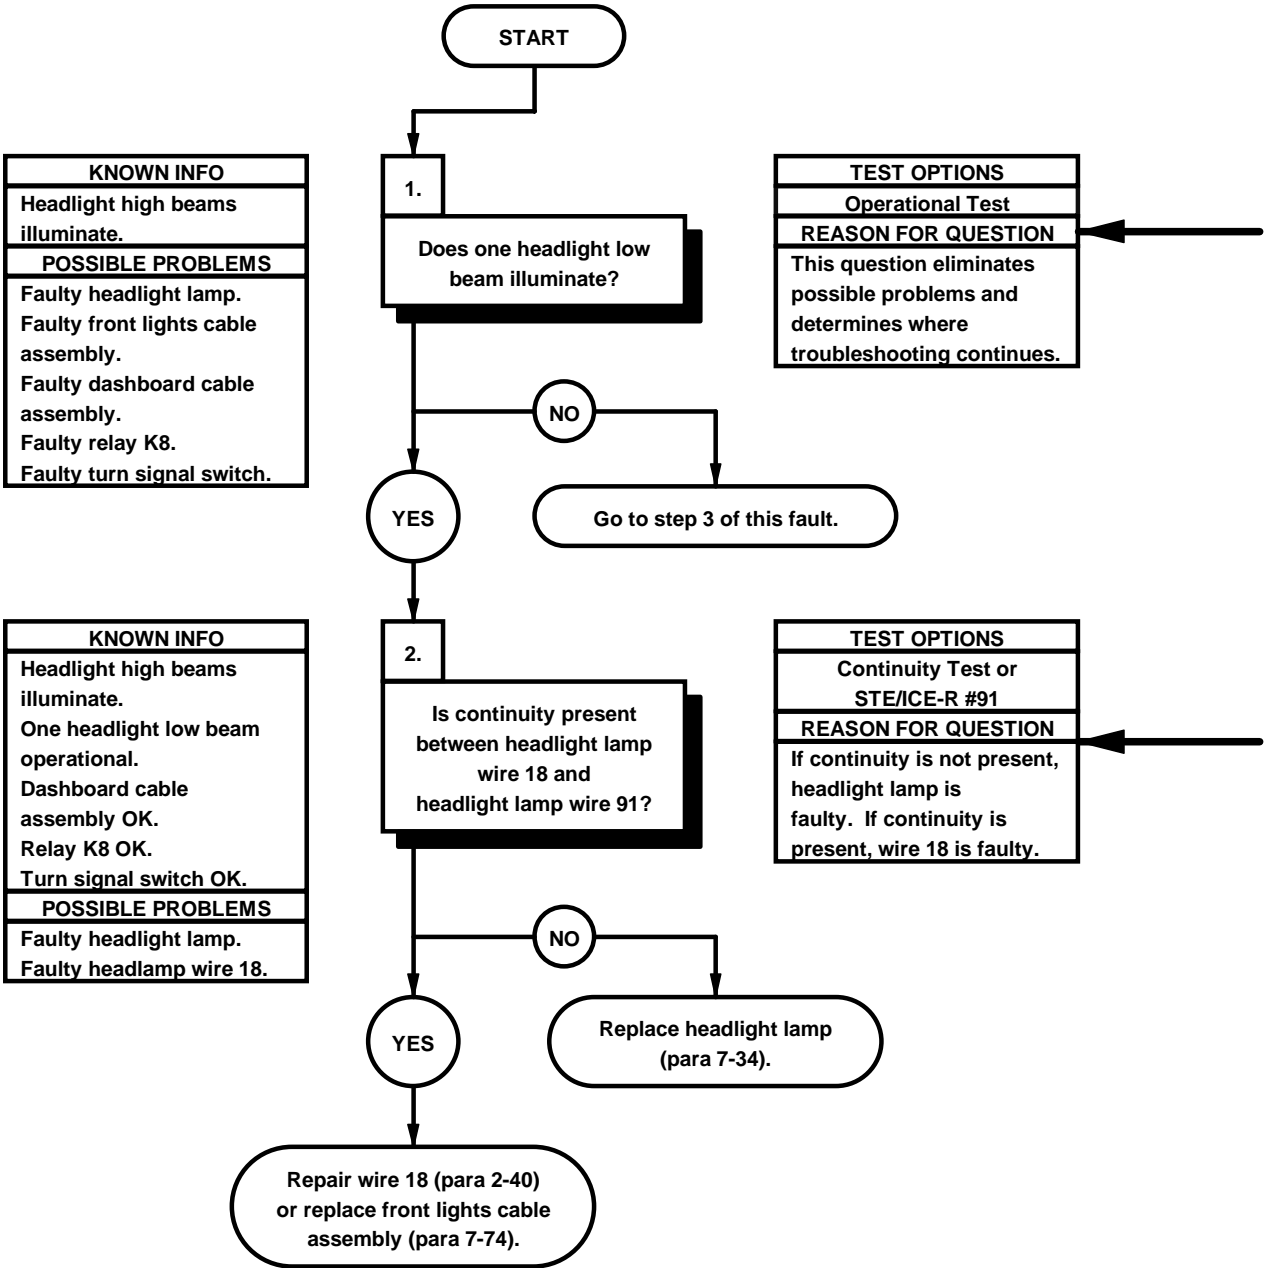 START
KNOWN INFO
Headlight high beams
illuminate.
POSSIBLE PROBLEMS
Faulty headlight lamp.
Faulty front lights cable
assembly.
Faulty dashboard cable
assembly.
Faulty relay K8.
Faulty turn signal switch.
1.
Does one headlight low
beam illuminate?
TEST OPTIONS
Operational Test
REASON FOR QUESTION
This question eliminates
possible problems and
determines where
troubleshooting continues.
NO
YES
Go to step 3 of this fault.
KNOWN INFO
Headlight high beams
illuminate.
One headlight low beam
operational.
Dashboard cable
assembly OK.
Relay K8 OK.
Turn signal switch OK.
POSSIBLE PROBLEMS
Faulty headlight lamp.
Faulty headlamp wire 18.
2.
Is continuity present
between headlight lamp
wire 18 and
headlight lamp wire 91?
TEST OPTIONS
Continuity Test or
STE/ICE-R #91
REASON FOR QUESTION
If continuity is not present,
headlight lamp is
faulty.  If continuity is
present, wire 18 is faulty.
NO
YES
Replace headlight lamp
(para 7-34).
Repair wire 18 (para 2-40)
or replace front lights cable
assembly (para 7-74).